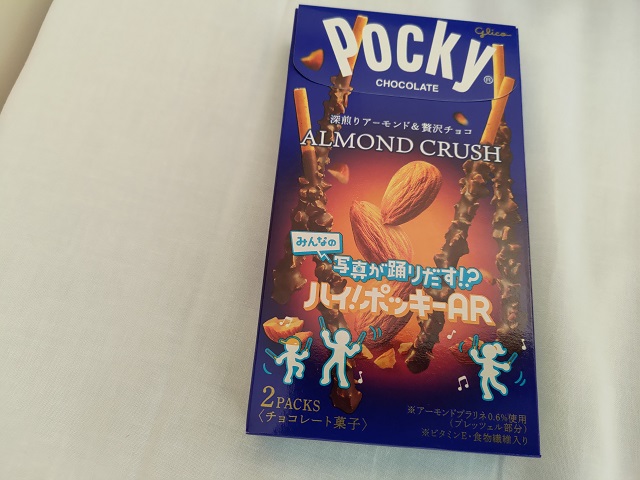 Glico
POCKY®
CHOCOLATE
深煎りアーモンド&贅沢チョコ
ALMOND CRUSH
みんなの
写真が踊りだす!?
ハイ!ポッキーAR
2 PACKS
〈チョコレート菓子〉
※アーモンドプラリネ0.6%使用
(プレッツェル部分)
※ビタミンE・食物繊維入り